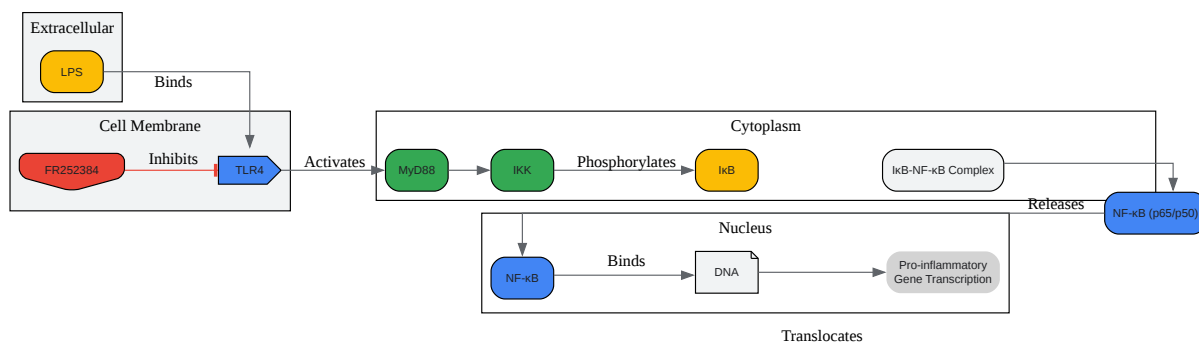 Extracellular
LPS
Binds
Cell Membrane
FR252384
Inhibits
TLR4
Activates
Cytoplasm
MyD88
IKK
Phosphorylates
IκB
IκB-NF-κB Complex
Releases
NF-κB (p65/p50)
Nucleus
NF-κB
Binds
DNA
Pro-inflammatory
Gene Transcription
Translocates